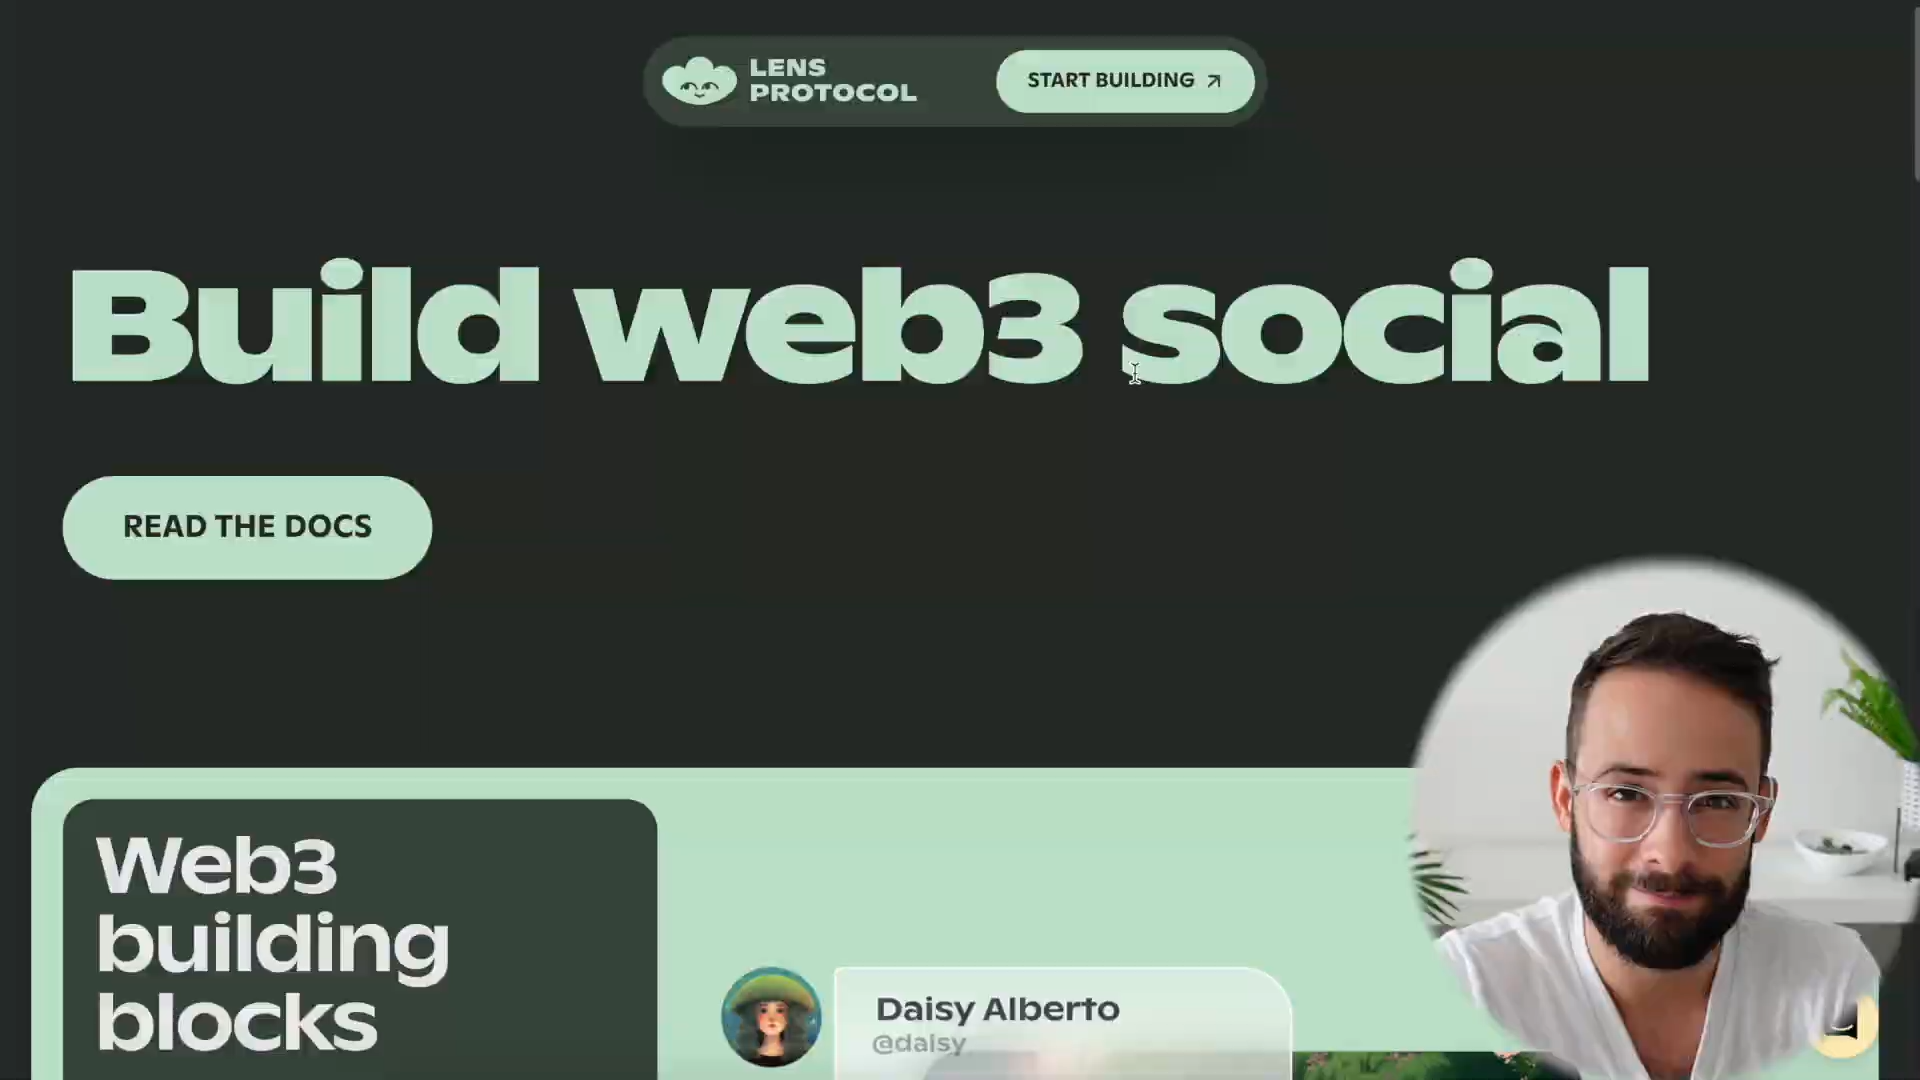 LENS
PROTOCOL
START BUILDING
Build web3 social
READ THE DOCS
Web3
building
blocks
Daisy Alberto
@daisy